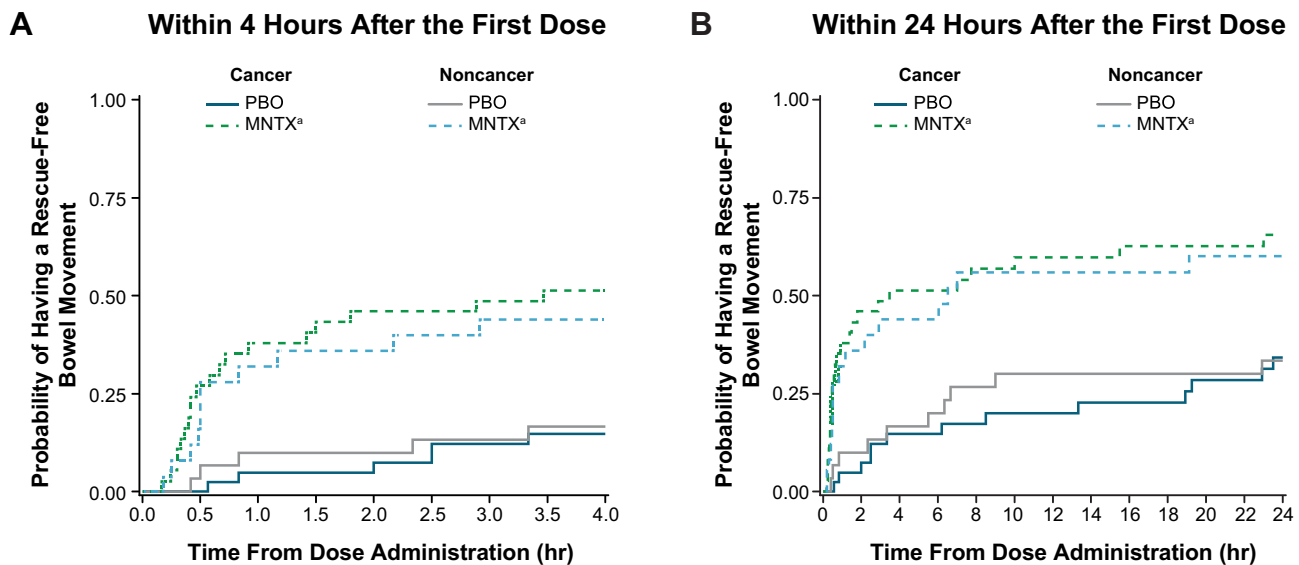 A
Within 4 Hours After the First Dose
Cancer
Noncancer
PBO
PBO
MNTXª
MNTXª
1.00
0.75
0.50
0.25
0.00
Probability of Having a Rescue-Free
Bowel Movement
0.0 0.5 1.0 1.5 2.0 2.5 3.0 3.5 4.0
Time From Dose Administration (hr)
B
Within 24 Hours After the First Dose
Cancer
Noncancer
PBO
PBO
MNTXª
MNTXª
1.00
0.75
0.50
0.25
0.00
Probability of Having a Rescue-Free
Bowel Movement
0 2 4 6 8 10 12 14 16 18 20 22 24
Time From Dose Administration (hr)